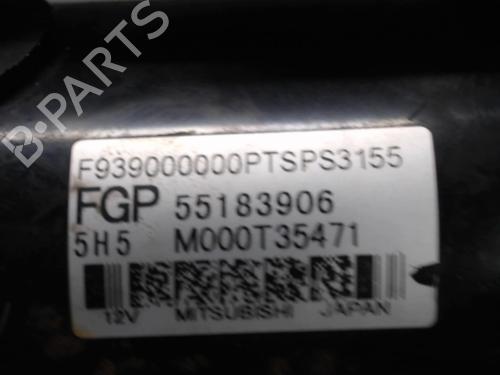 B-PARTS
F939000000PTSPS3155
FGP 55183906
5H5 M000T35471
12V MITSUBISHI JAPAN